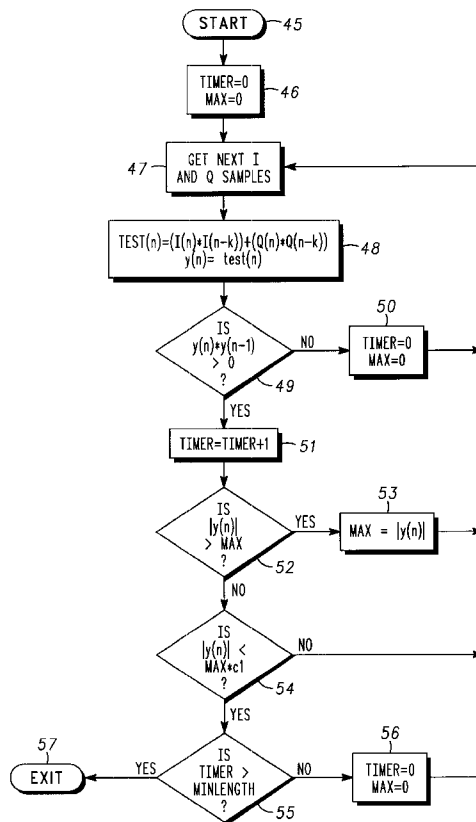 START
45
TIMER=0
MAX=0
46
47
GET NEXT I
AND Q SAMPLES
TEST(n)=(I(n)*I(n-k))+(Q(n)*Q(n-k))
y(n)= test(n)
48
IS
y(n)*y(n-1)
> 0
?
49
NO
50
TIMER=0
MAX=0
YES
TIMER=TIMER+1
51
IS
|y(n)|
> MAX
?
52
YES
53
MAX = |y(n)|
NO
IS
|y(n)| <
MAX*c1
?
54
NO
YES
IS
TIMER >
MINLENGTH
?
55
NO
56
TIMER=0
MAX=0
YES
57
EXIT